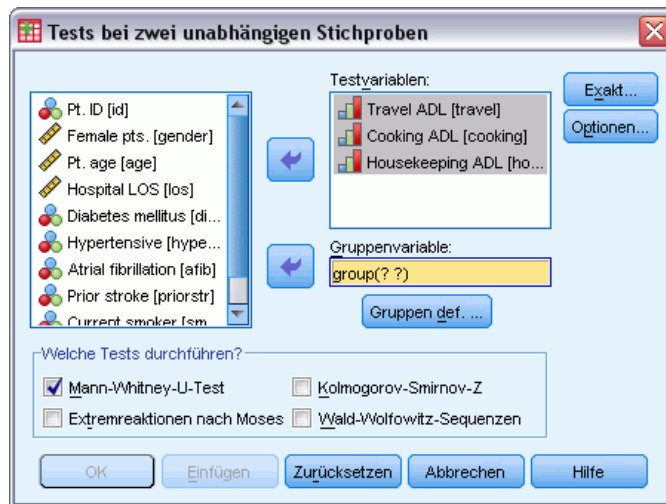 Tests bei zwei unabhängigen Stichproben
Testvariablen:
Pt. ID [id]
Female pts. [gender]
Pt. age [age]
Hospital LOS [los]
Diabetes mellitus [di...
Hypertensive [hype...
Atrial fibrillation [afib]
Prior stroke [priorstr]
Current smoker [sm
Travel ADL [travel]
Cooking ADL [cooking]
Housekeeping ADL [ho...
Exakt...
Optionen...
Gruppenvariable:
group(? ?)
Gruppen def. ...
Welche Tests durchführen?
Mann-Whitney-U-Test
Kolmogorov-Smirnov-Z
Extremreaktionen nach Moses
Wald-Wolfowitz-Sequenzen
OK
Einfügen
Zurücksetzen
Abbrechen
Hilfe